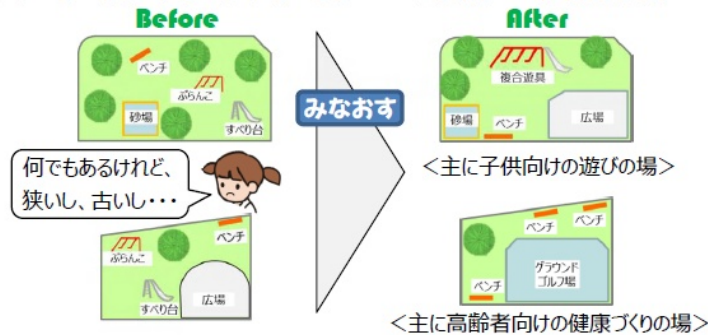 Before
ベンチ
ぶらんこ
砂場
すべり台
何でもあるけれど、
狭いし、古いし・・・
ぶらんこ
ベンチ
すべり台
広場
みなおす
After
複合遊具
砂場
ベンチ
広場
＜主に子供向けの遊びの場＞
ベンチ
ベンチ
グラウンド
ゴルフ場
ベンチ
＜主に高齢者向けの健康づくりの場＞